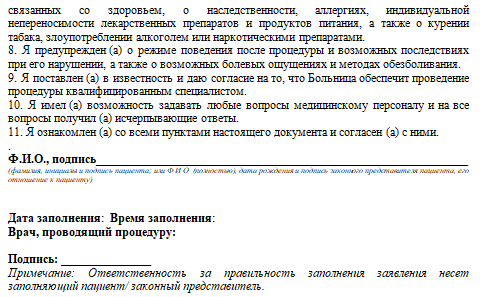 связанных со здоровьем, о наследственности, аллергиях, индивидуальной
непереносимости лекарственных препаратов и продуктов питания, а также о курении
табака, злоупотреблении алкоголем или наркотическими препаратами.
8. Я предупрежден (а) о режиме поведения после процедуры и возможных последствиях
при его нарушении, а также о возможных болевых ощущениях и методах обезболивания.
9. Я поставлен (а) в известность и даю согласие на то, что Больница обеспечит проведение
процедуры квалифицированным специалистом.
10. Я имел (а) возможность задавать любые вопросы медицинскому персоналу и на все
вопросы получил (а) исчерпывающие ответы.
11. Я ознакомлен (а) со всеми пунктами настоящего документа и согласен (а) с ними.
.
Ф.И.О., подпись______________________________
(фамилия, инициалы и подпись пациента; или Ф И О (полностью), дата рождения и подпись законного представителя пациента, его
отношение к пациенту)
Дата заполнения: Время заполнения:
Врач, проводящий процедуру:
Подпись: ______________
Примечание: Ответственность за правильность заполнения заявления несет
заполняющий пациент/ законный представитель.